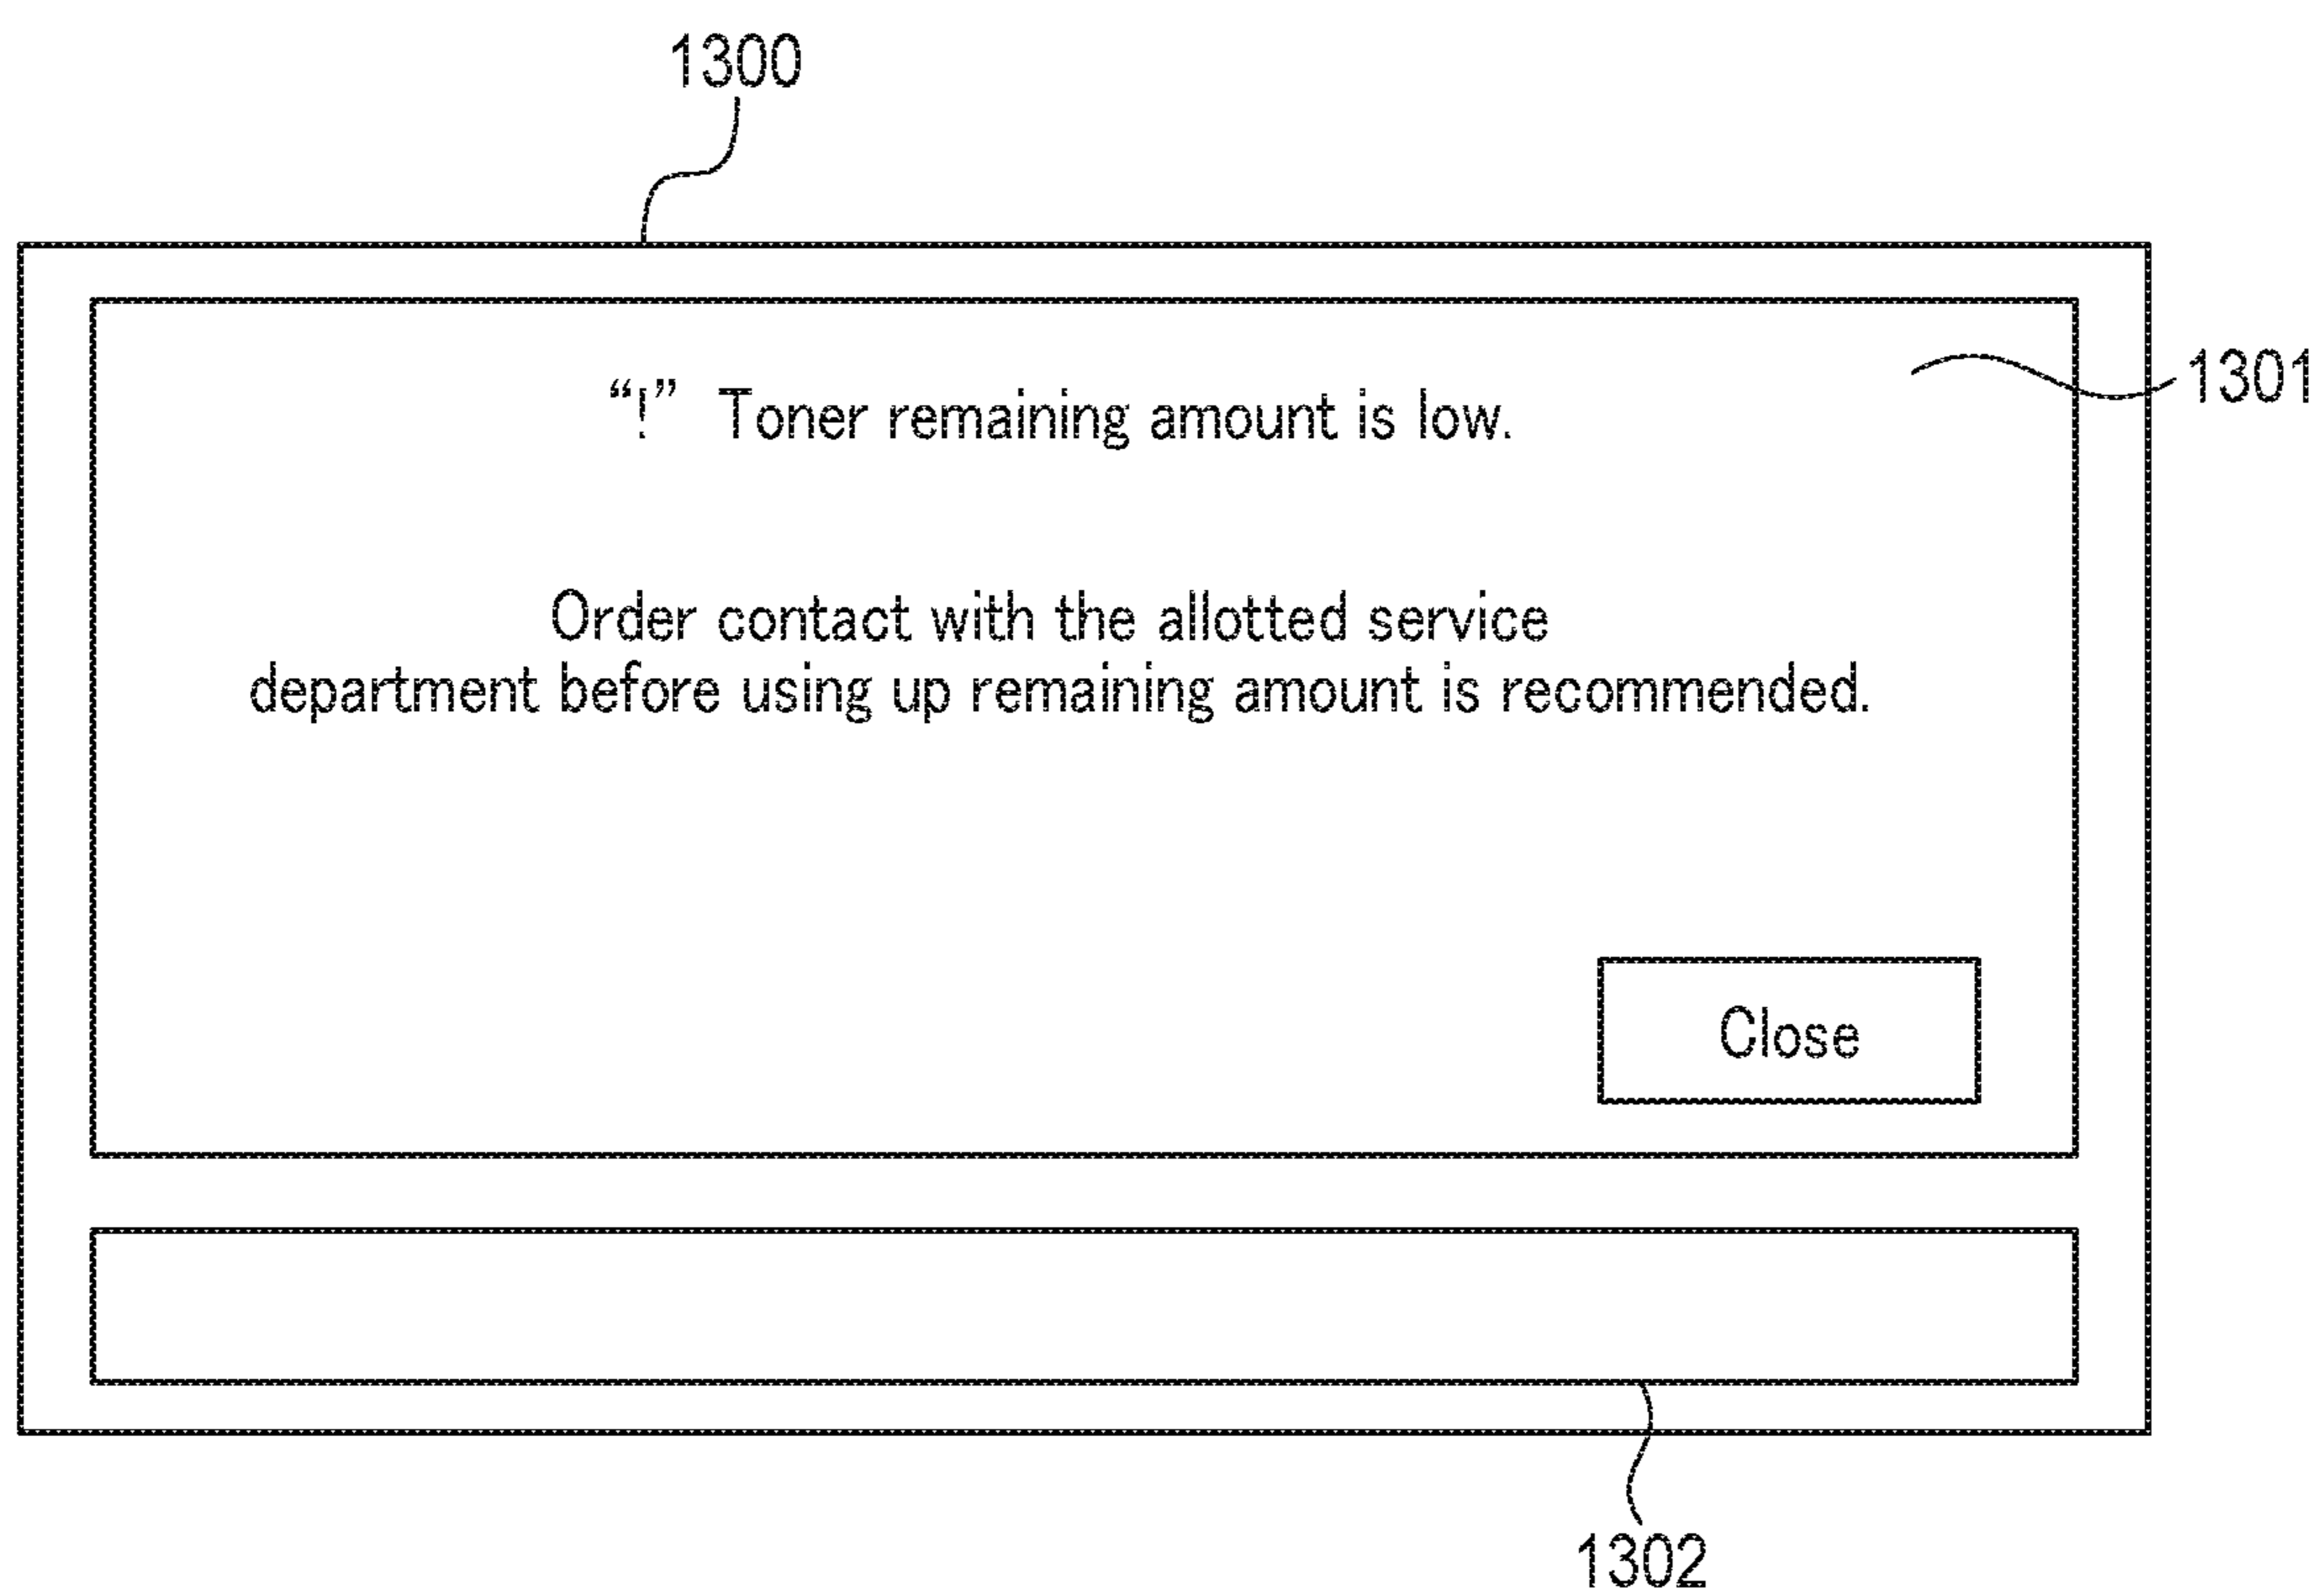 1300
1301
“!” Toner remaining amount is low.
Order contact with the allotted service
department before using up remaining amount is recommended.
Close
1302